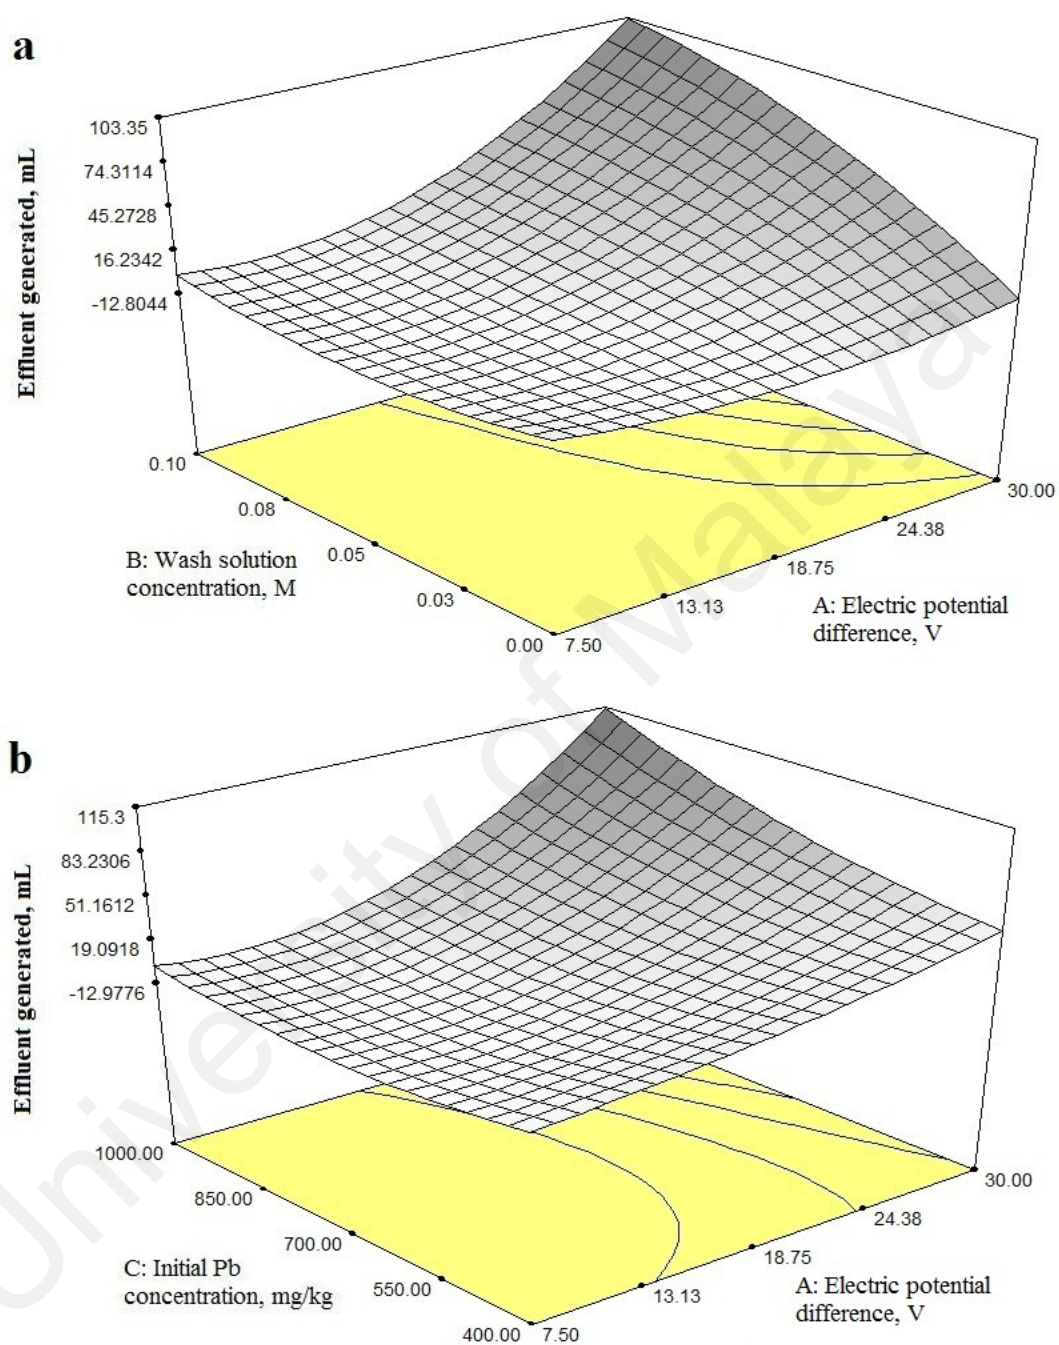 a
Effluent generated, mL
103.35
74.3114
45.2728
16.2342
-12.8044
0.10
0.08
0.05
0.03
0.00
7.50
13.13
18.75
24.38
30.00
B: Wash solution
concentration, M
A: Electric potential
difference, V
b
Effluent generated, mL
115.3
83.2306
51.1612
19.0918
-12.9776
1000.00
850.00
700.00
550.00
400.00
7.50
13.13
18.75
24.38
30.00
C: Initial Pb
concentration, mg/kg
A: Electric potential
difference, V
University of Malaya